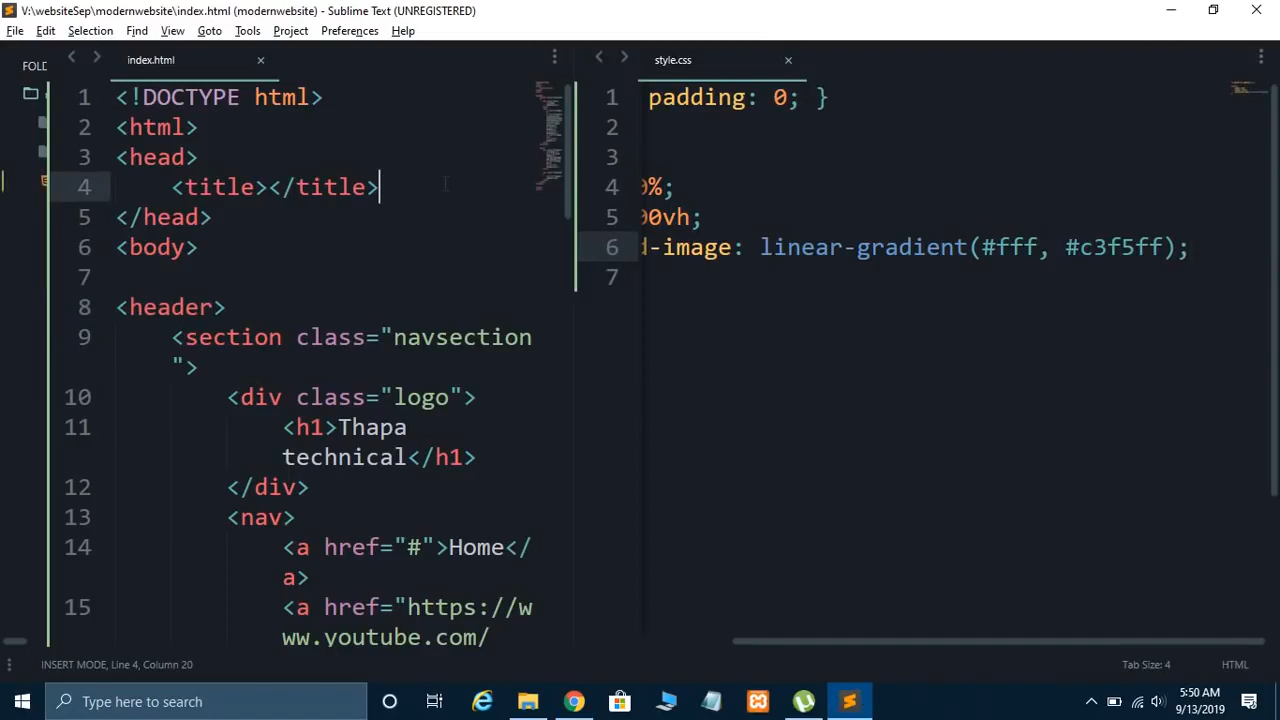 V:\websiteSep\modernwebsite\index.html (modernwebsite) - Sublime Text (UNREGISTERED)
File Edit Selection Find View Goto Tools Project Preferences Help
FOLD
index.html
1 <!DOCTYPE html>
2 <html>
3 <head>
4 <title></title>
5 </head>
6 <body>
7
8 <header>
9 <section class="navsection
">
10 <div class="logo">
11 <h1>Thapa
technical</h1>
12 </div>
13 <nav>
14 <a href="#">Home</
a>
15 <a href="https://w
ww.youtube.com/
style.css
1 padding: 0; }
2
3
4 0%;
5 00vh;
6 d-image: linear-gradient(#fff, #c3f5ff);
7
INSERT MODE, Line 4, Column 20
Tab Size: 4
HTML
Type here to search
5:50 AM
9/13/2019